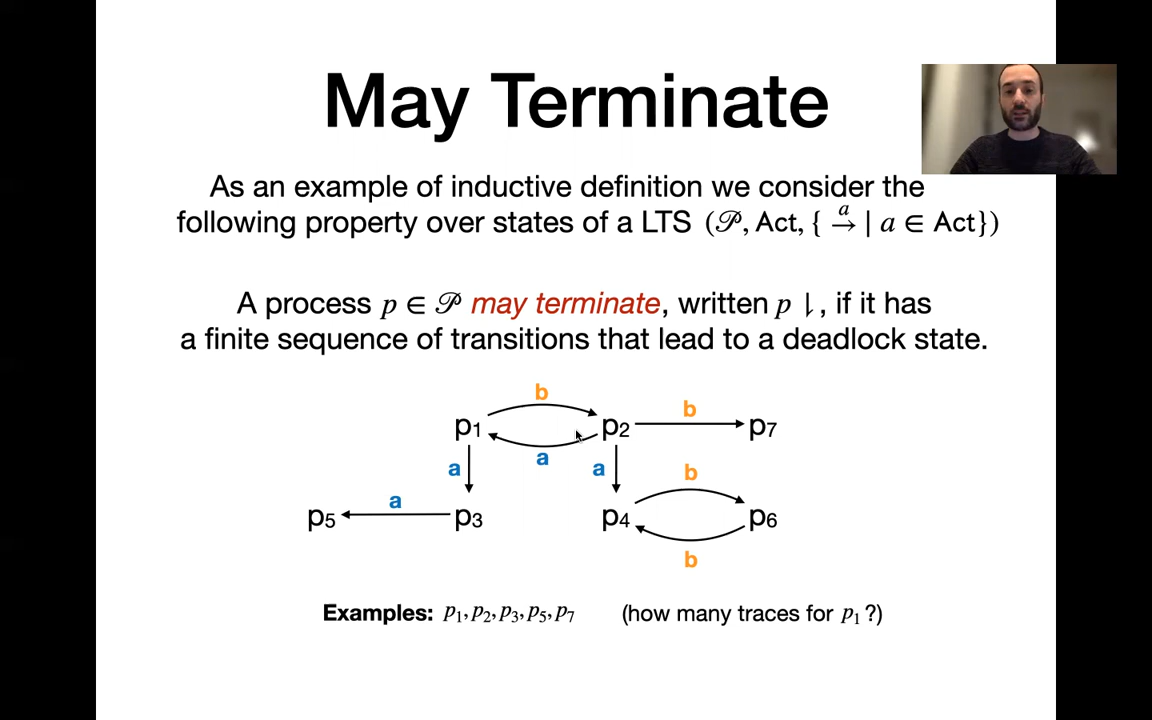 May Terminate
As an example of inductive definition we consider the
following property over states of a LTS (𝒫, Act, { →ᵃ | a ∈ Act})
A process p ∈ 𝒫 may terminate, written p ⇂, if it has
a finite sequence of transitions that lead to a deadlock state.
b
p1 p2 b p7
a a a b
p5 a p3 p4 p6
b
Examples: p1, p2, p3, p5, p7 (how many traces for p1 ?)